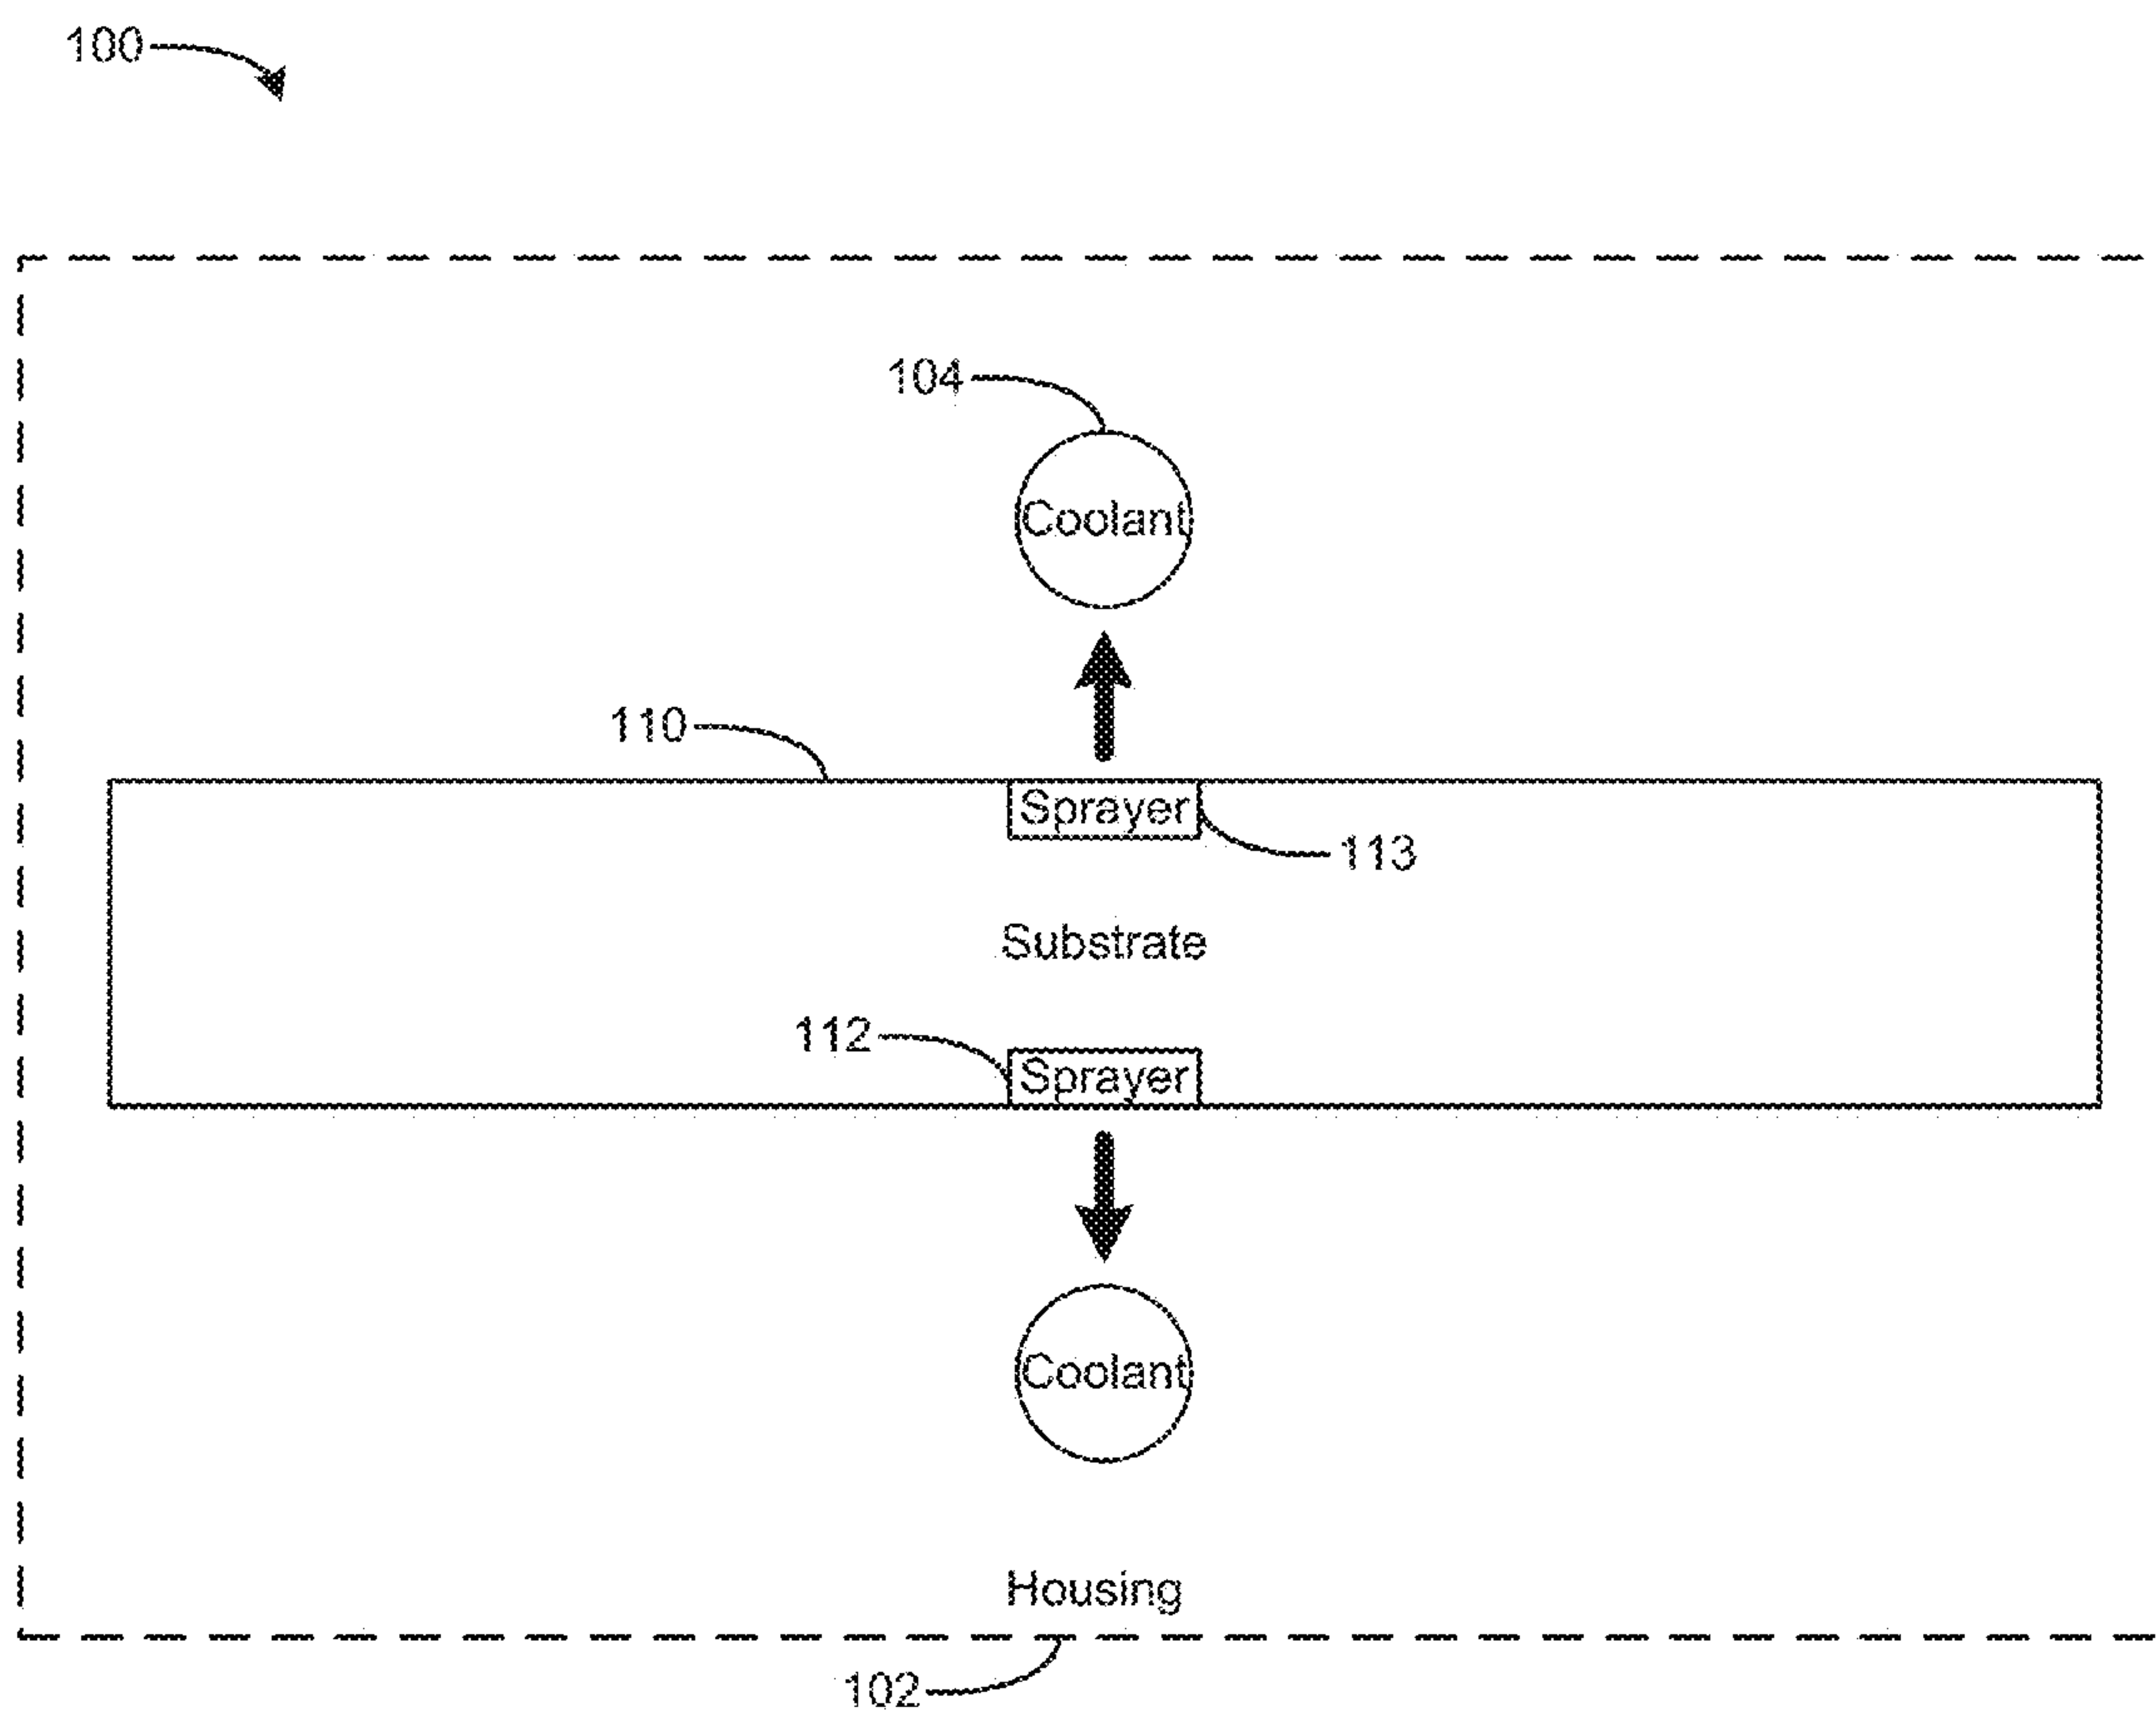 100
104
Coolant
110
Sprayer
113
Substrate
112
Sprayer
Coolant
Housing
102